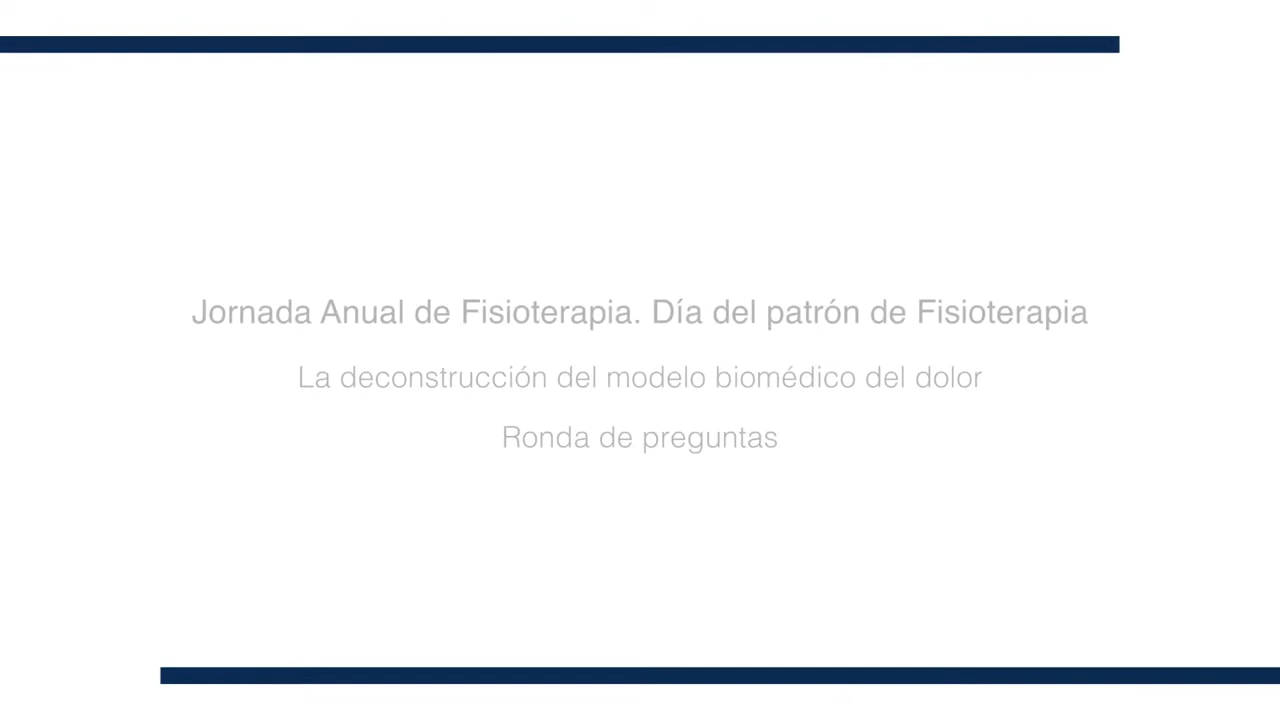 Jornada Anual de Fisioterapia. Día del patrón de Fisioterapia
La deconstrucción del modelo biomédico del dolor
Ronda de preguntas